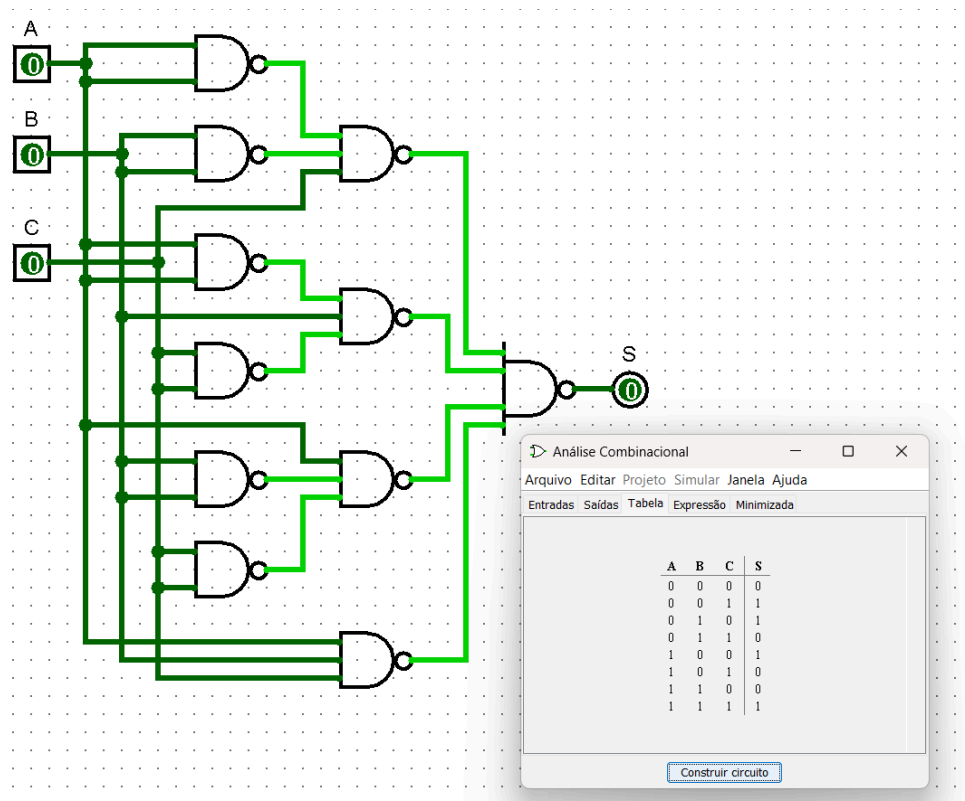 A
0
B
0
C
0
S
0
Análise Combinacional
Arquivo Editar Projeto Simular Janela Ajuda
Entradas Saídas Tabela Expressão Minimizada
A B C S
0 0 0 0
0 0 1 1
0 1 0 1
0 1 1 0
1 0 0 1
1 0 1 0
1 1 0 0
1 1 1 1
Construir circuito